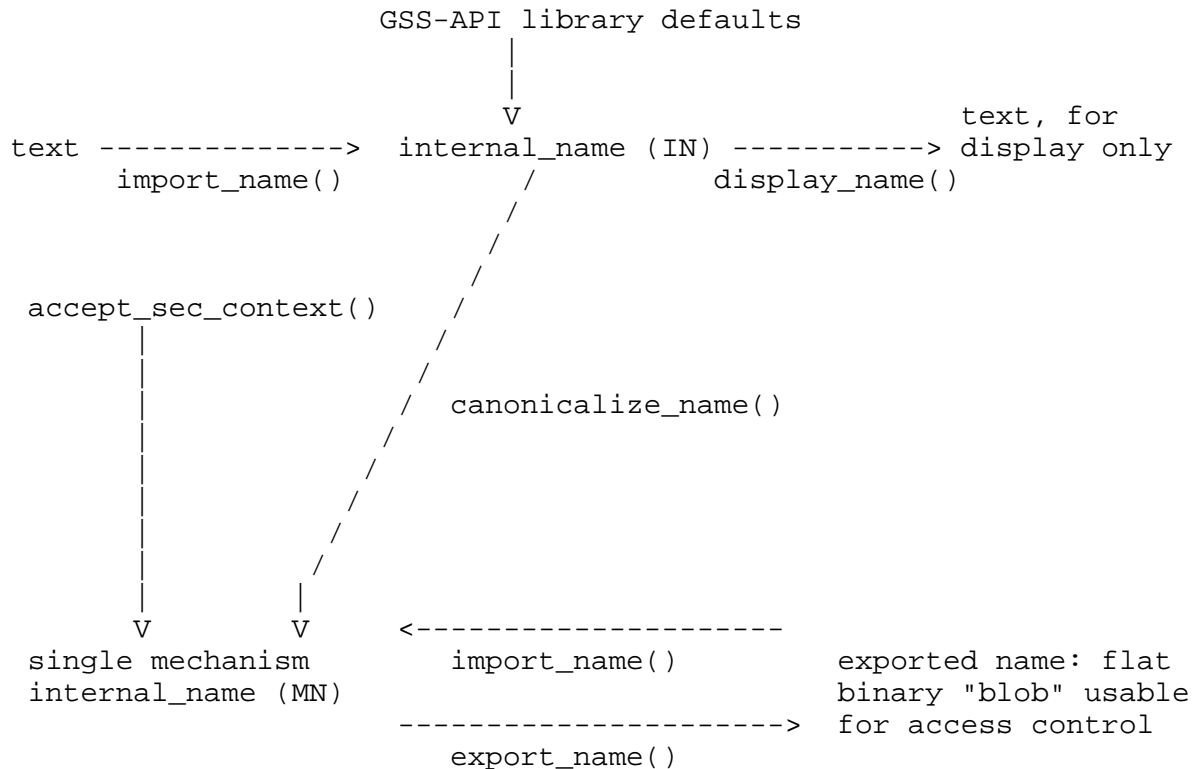 GSS-API library defaults
|
|
V text, for
text --------------> internal_name (IN) -----------> display only
import_name() / display_name()
/
/
/
/
accept_sec_context() /
| /
| /
| / canonicalize_name()
| /
| /
| /
| /
| /
| |
V V <---------------------
single mechanism import_name() exported name: flat
internal_name (MN) binary "blob" usable
----------------------> for access control
export_name()